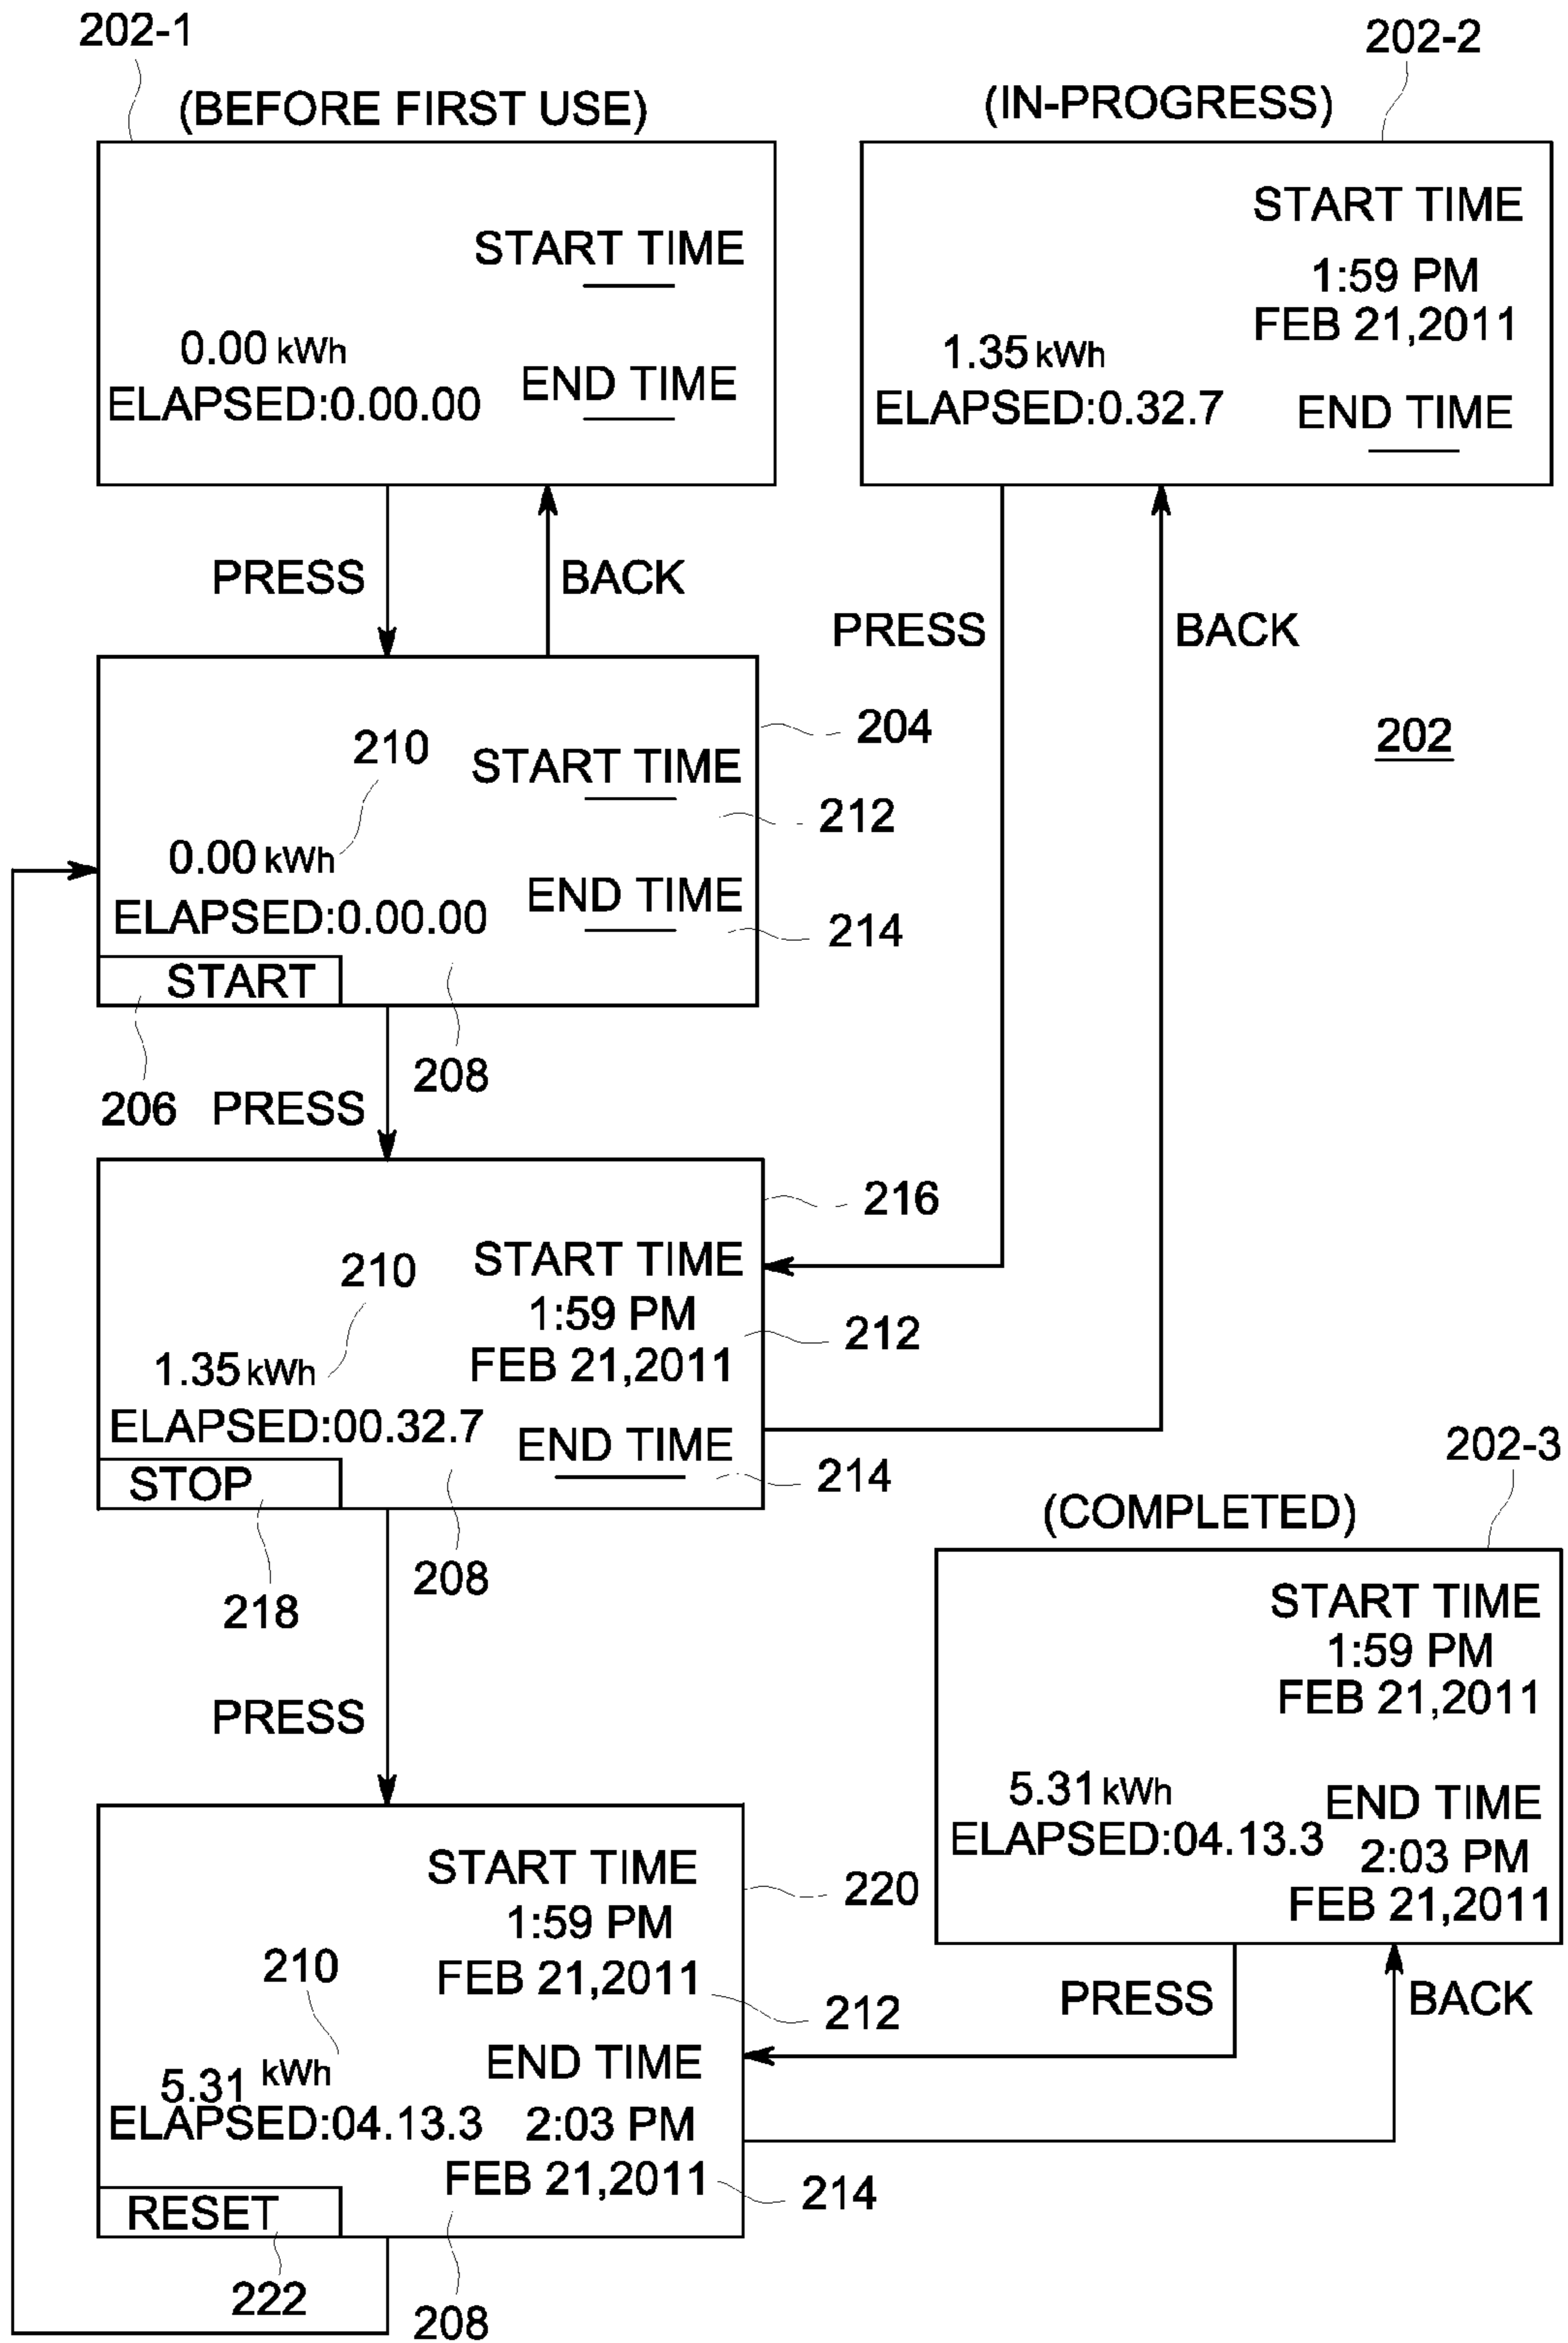 202-1
(BEFORE FIRST USE)
START TIME
0.00 kWh
END TIME
ELAPSED:0.00.00
202-2
(IN-PROGRESS)
START TIME
1:59 PM
FEB 21,2011
1.35 kWh
ELAPSED:0.32.7
END TIME
PRESS
BACK
PRESS
BACK
202
204
210
START TIME
212
0.00 kWh
END TIME
ELAPSED:0.00.00
214
START
208
206
PRESS
216
START TIME
210
1:59 PM
212
FEB 21,2011
1.35 kWh
ELAPSED:00.32.7
END TIME
214
STOP
208
218
PRESS
202-3
(COMPLETED)
START TIME
1:59 PM
FEB 21,2011
5.31 kWh
END TIME
ELAPSED:04.13.3
2:03 PM
FEB 21,2011
PRESS
BACK
START TIME
220
1:59 PM
210
FEB 21,2011
212
END TIME
5.31 kWh
ELAPSED:04.13.3
2:03 PM
FEB 21,2011
214
RESET
222
208